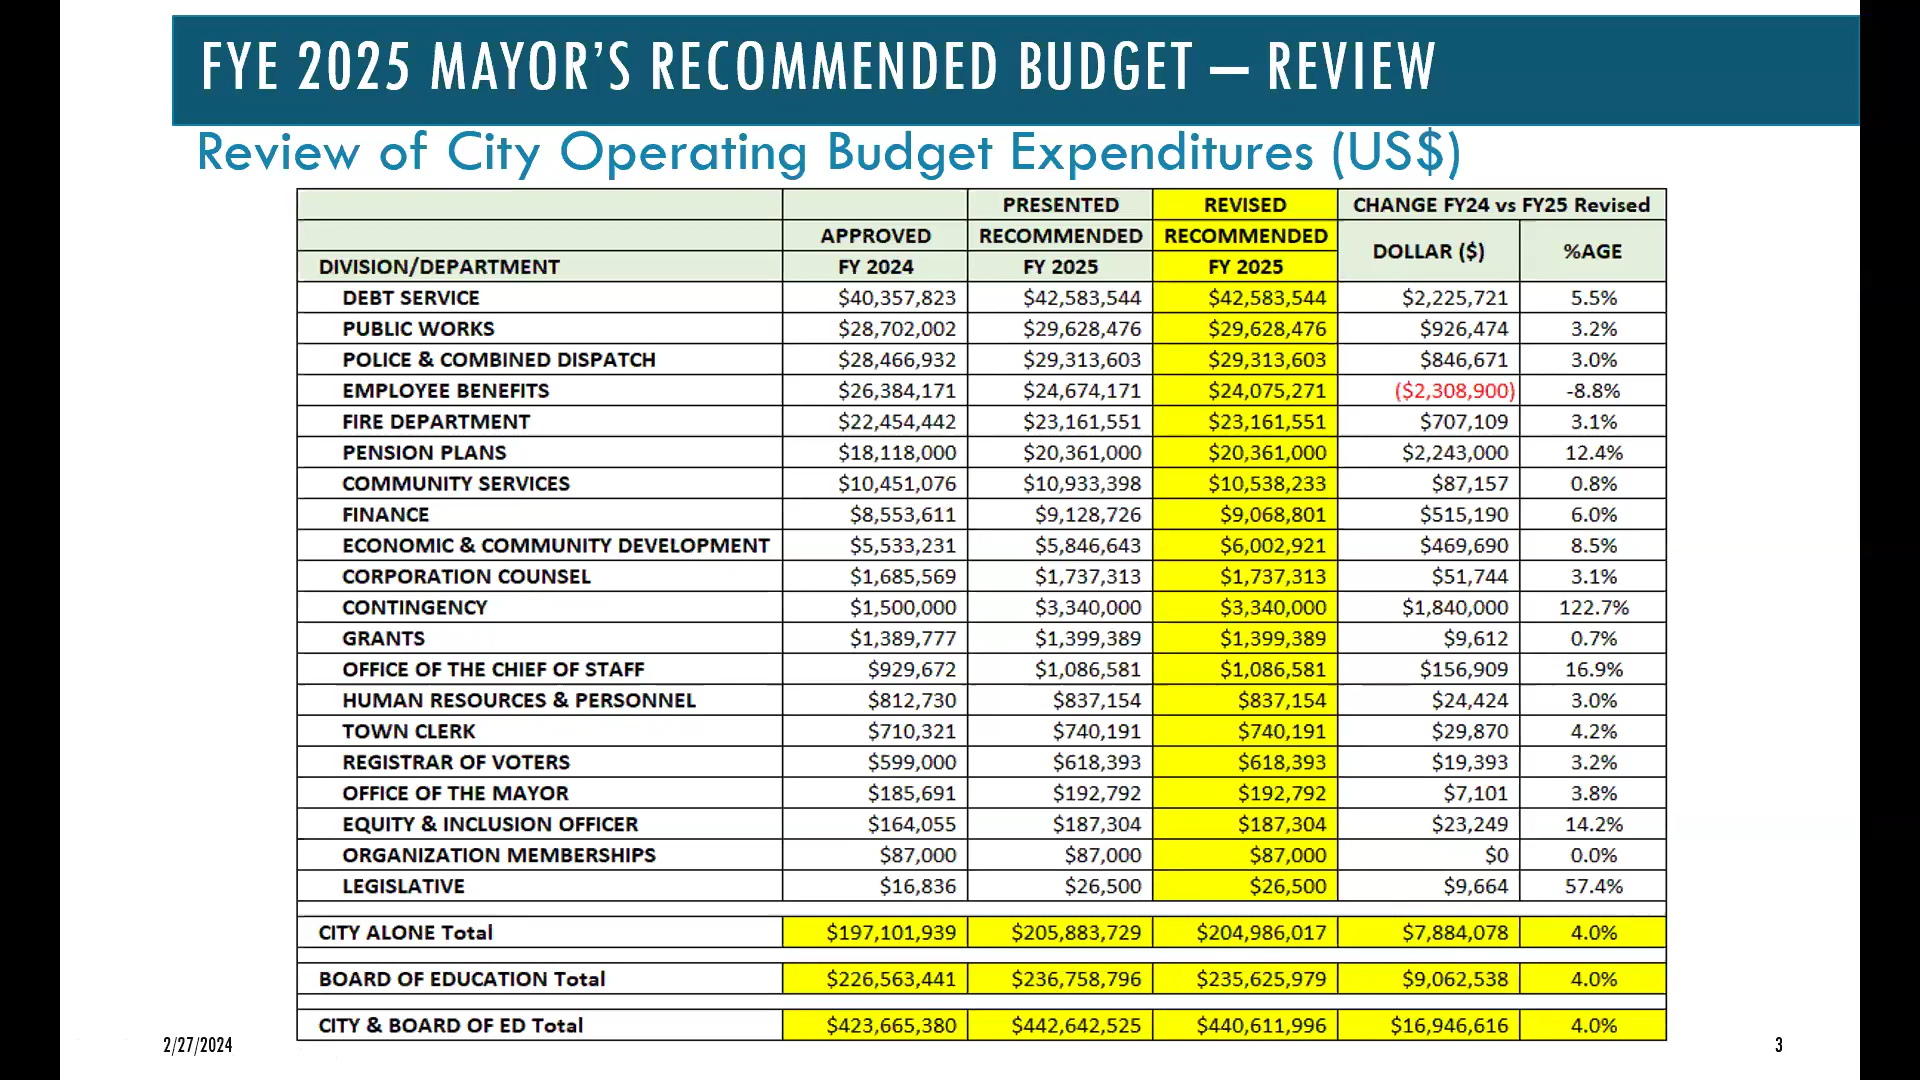 FYE 2025 MAYOR'S RECOMMENDED BUDGET — REVIEW
Review of City Operating Budget Expenditures (US$)
PRESENTED REVISED CHANGE FY24 vs FY25 Revised
APPROVED RECOMMENDED RECOMMENDED DOLLAR ($) %AGE
DIVISION/DEPARTMENT FY 2024 FY 2025 FY 2025
DEBT SERVICE $40,357,823 $42,583,544 $42,583,544 $2,225,721 5.5%
PUBLIC WORKS $28,702,002 $29,628,476 $29,628,476 $926,474 3.2%
POLICE & COMBINED DISPATCH $28,466,932 $29,313,603 $29,313,603 $846,671 3.0%
EMPLOYEE BENEFITS $26,384,171 $24,674,171 $24,075,271 ($2,308,900) -8.8%
FIRE DEPARTMENT $22,454,442 $23,161,551 $23,161,551 $707,109 3.1%
PENSION PLANS $18,118,000 $20,361,000 $20,361,000 $2,243,000 12.4%
COMMUNITY SERVICES $10,451,076 $10,933,398 $10,538,233 $87,157 0.8%
FINANCE $8,553,611 $9,128,726 $9,068,801 $515,190 6.0%
ECONOMIC & COMMUNITY DEVELOPMENT $5,533,231 $5,846,643 $6,002,921 $469,690 8.5%
CORPORATION COUNSEL $1,685,569 $1,737,313 $1,737,313 $51,744 3.1%
CONTINGENCY $1,500,000 $3,340,000 $3,340,000 $1,840,000 122.7%
GRANTS $1,389,777 $1,399,389 $1,399,389 $9,612 0.7%
OFFICE OF THE CHIEF OF STAFF $929,672 $1,086,581 $1,086,581 $156,909 16.9%
HUMAN RESOURCES & PERSONNEL $812,730 $837,154 $837,154 $24,424 3.0%
TOWN CLERK $710,321 $740,191 $740,191 $29,870 4.2%
REGISTRAR OF VOTERS $599,000 $618,393 $618,393 $19,393 3.2%
OFFICE OF THE MAYOR $185,691 $192,792 $192,792 $7,101 3.8%
EQUITY & INCLUSION OFFICER $164,055 $187,304 $187,304 $23,249 14.2%
ORGANIZATION MEMBERSHIPS $87,000 $87,000 $87,000 $0 0.0%
LEGISLATIVE $16,836 $26,500 $26,500 $9,664 57.4%
CITY ALONE Total $197,101,939 $205,883,729 $204,986,017 $7,884,078 4.0%
BOARD OF EDUCATION Total $226,563,441 $236,758,796 $235,625,979 $9,062,538 4.0%
CITY & BOARD OF ED Total $423,665,380 $442,642,525 $440,611,996 $16,946,616 4.0%
2/27/2024 3